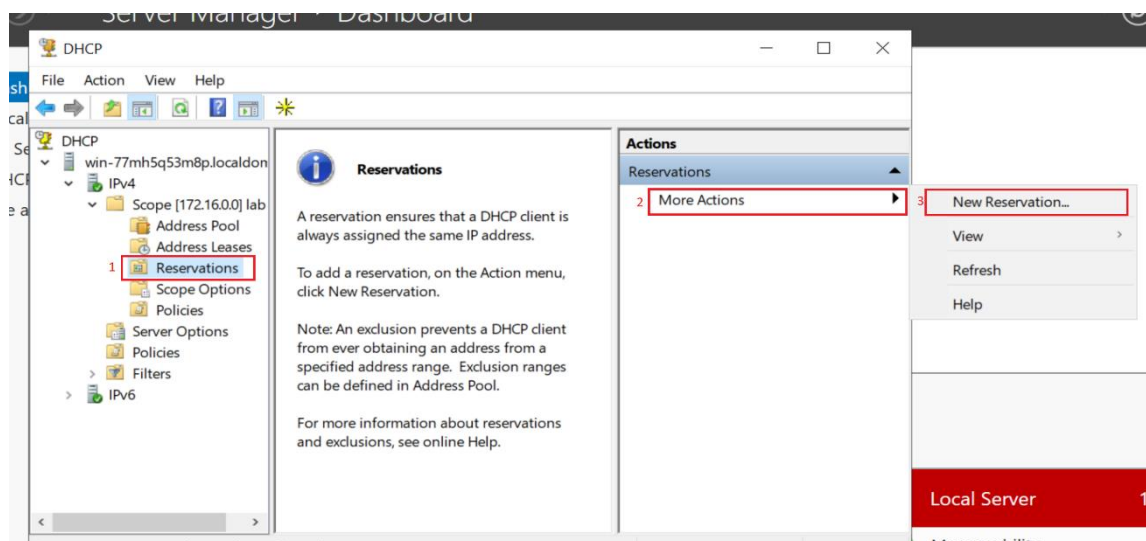 Server Manager • Dashboard
DHCP
File Action View Help
DHCP
win-77mh5q53m8p.localdon
IPv4
Scope [172.16.0.0] lab
Address Pool
Address Leases
1 Reservations
Scope Options
Policies
Server Options
Policies
Filters
IPv6
Reservations
A reservation ensures that a DHCP client is
always assigned the same IP address.
To add a reservation, on the Action menu,
click New Reservation.
Note: An exclusion prevents a DHCP client
from ever obtaining an address from a
specified address range. Exclusion ranges
can be defined in Address Pool.
For more information about reservations
and exclusions, see online Help.
Actions
Reservations
2 More Actions
3 New Reservation...
View
Refresh
Help
Local Server 1